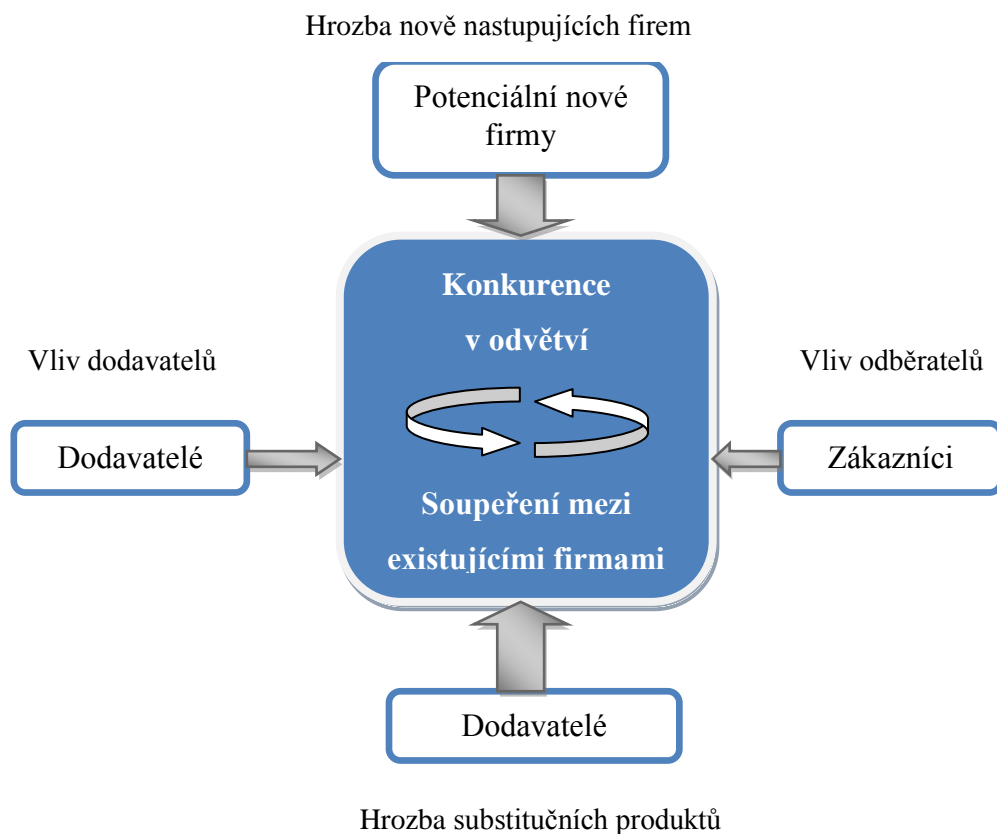 Hrozba nově nastupujících firem
Potenciální nové
firmy
Konkurence
v odvětví
Vliv dodavatelů
Vliv odběratelů
Dodavatelé
Zákazníci
Soupeření mezi
existujícími firmami
Dodavatelé
Hrozba substitučních produktů